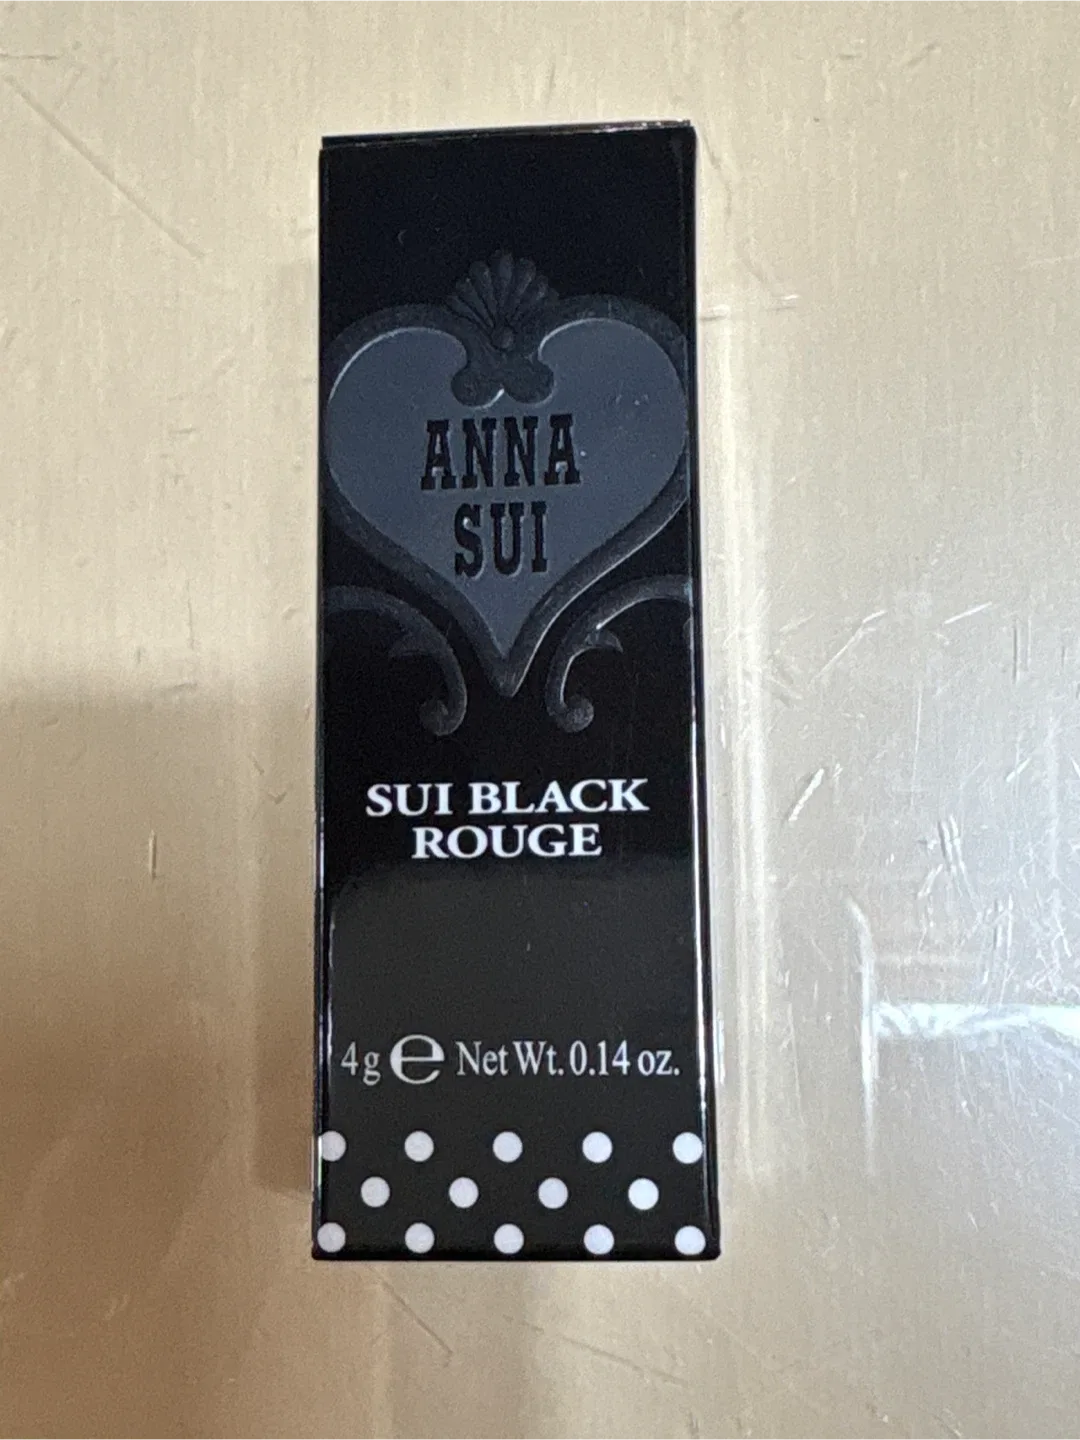 ANNA
SUI
SUI BLACK
ROUGE
4g ℮ Net Wt. 0.14 oz.